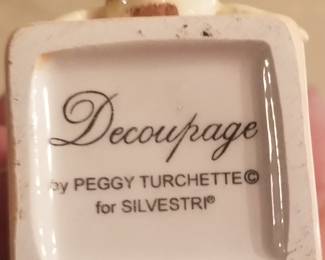 Decoupage
by PEGGY TURCHETTE©
for SILVESTRI®